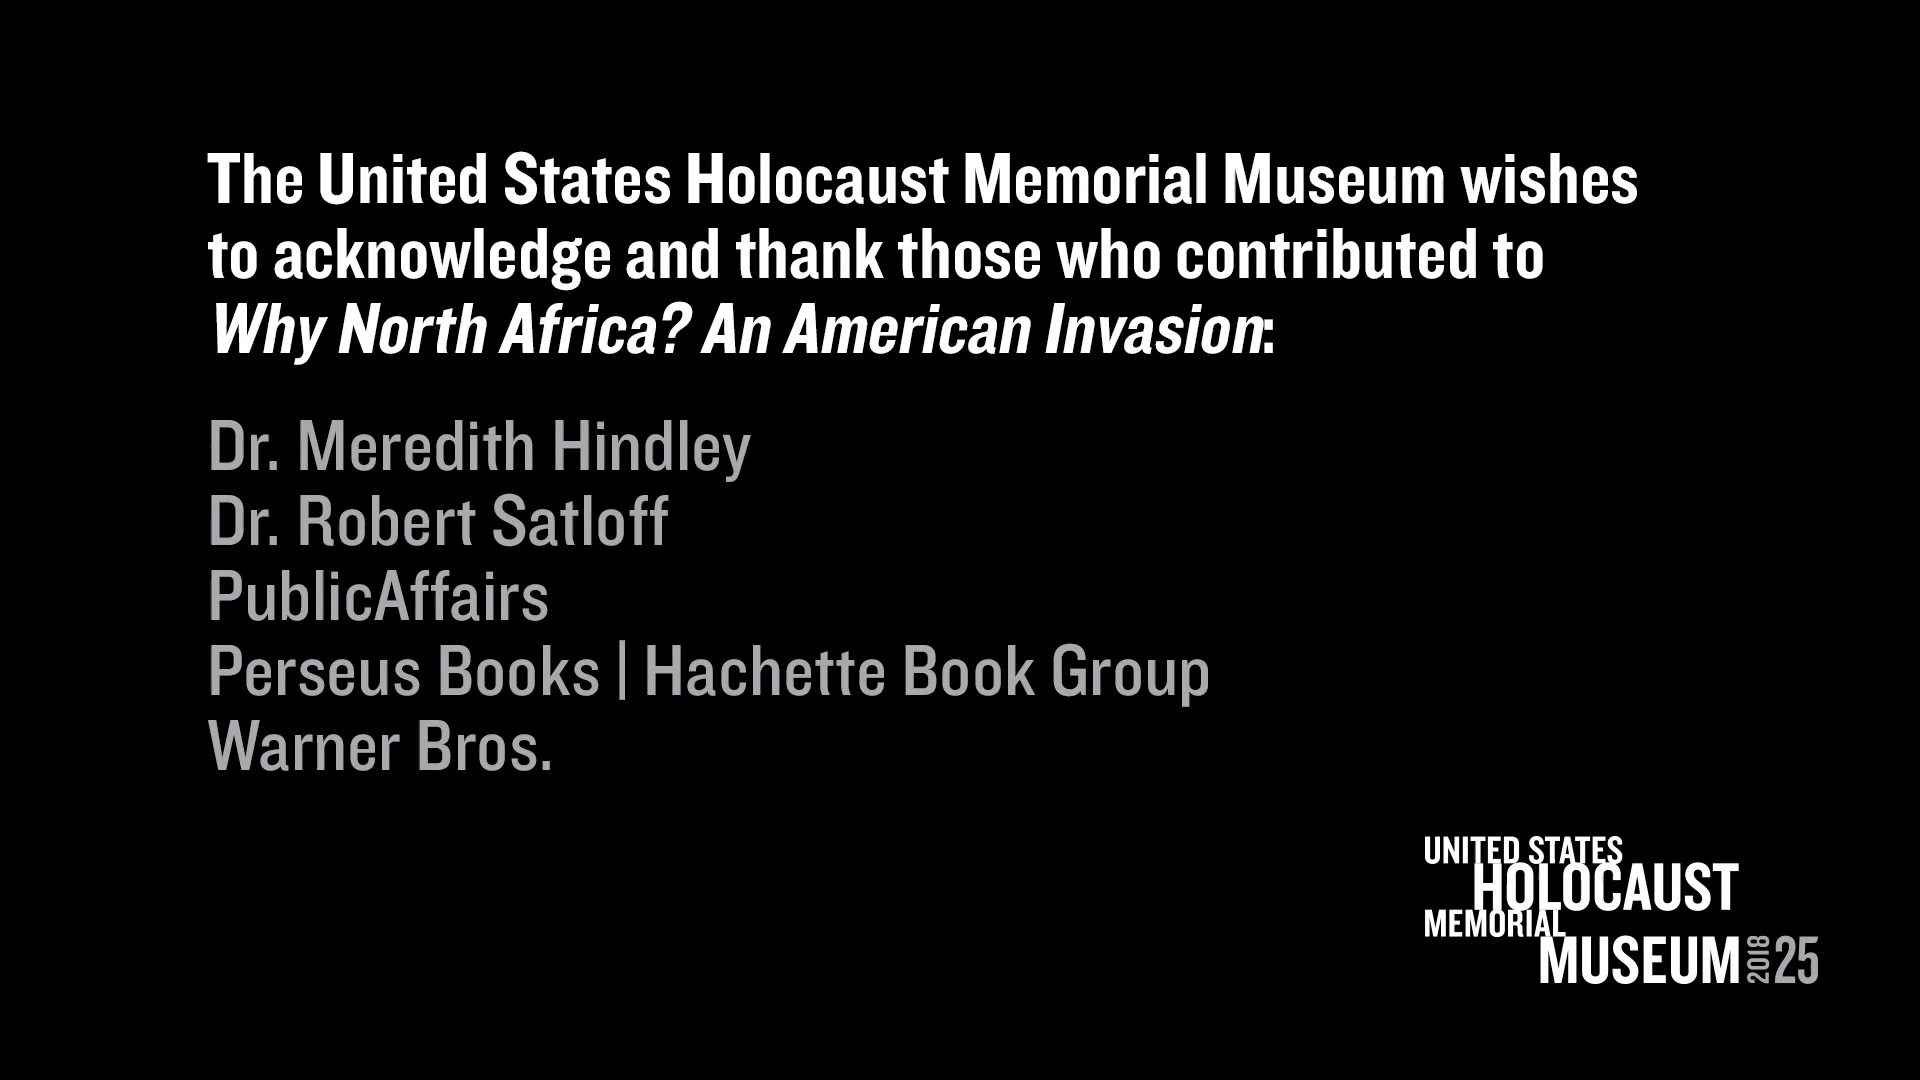 The United States Holocaust Memorial Museum wishes
to acknowledge and thank those who contributed to
Why North Africa? An American Invasion:
Dr. Meredith Hindley
Dr. Robert Satloff
PublicAffairs
Perseus Books | Hachette Book Group
Warner Bros.
UNITED STATES
HOLOCAUST
MEMORIAL
MUSEUM 2018 25